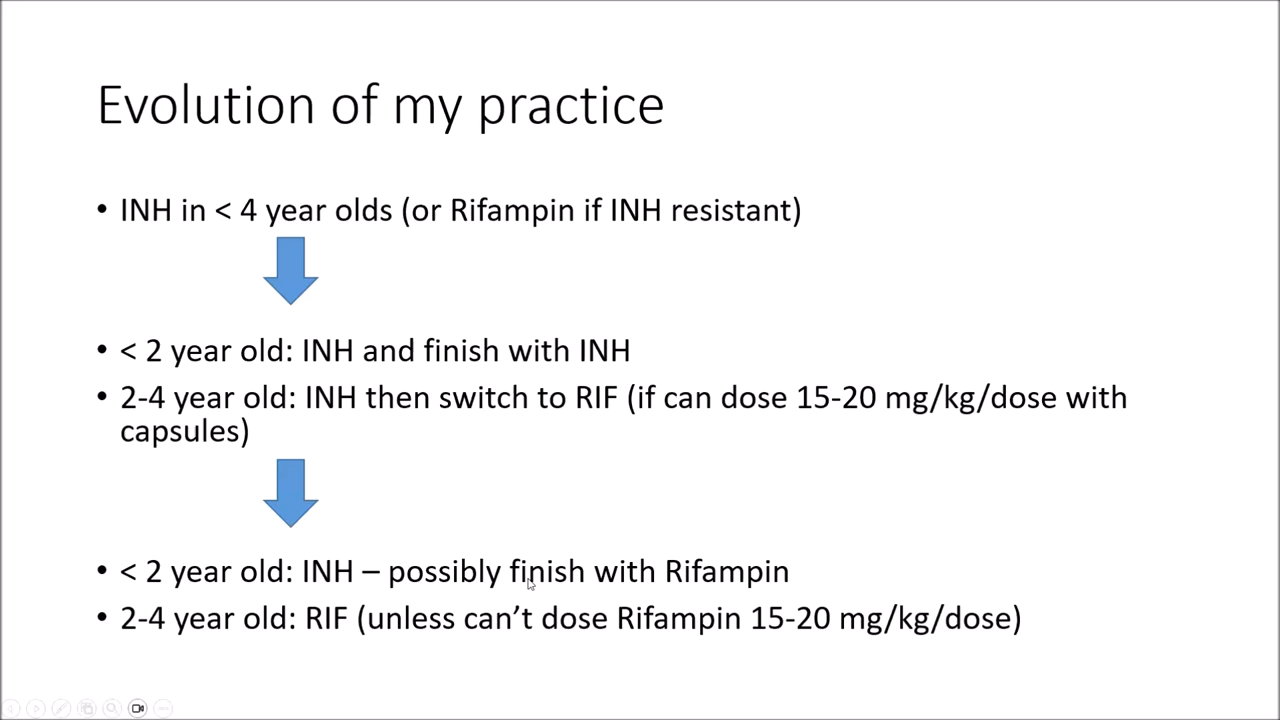 Evolution of my practice
• INH in < 4 year olds (or Rifampin if INH resistant)
• < 2 year old: INH and finish with INH
• 2-4 year old: INH then switch to RIF (if can dose 15-20 mg/kg/dose with
capsules)
• < 2 year old: INH – possibly finish with Rifampin
• 2-4 year old: RIF (unless can’t dose Rifampin 15-20 mg/kg/dose)